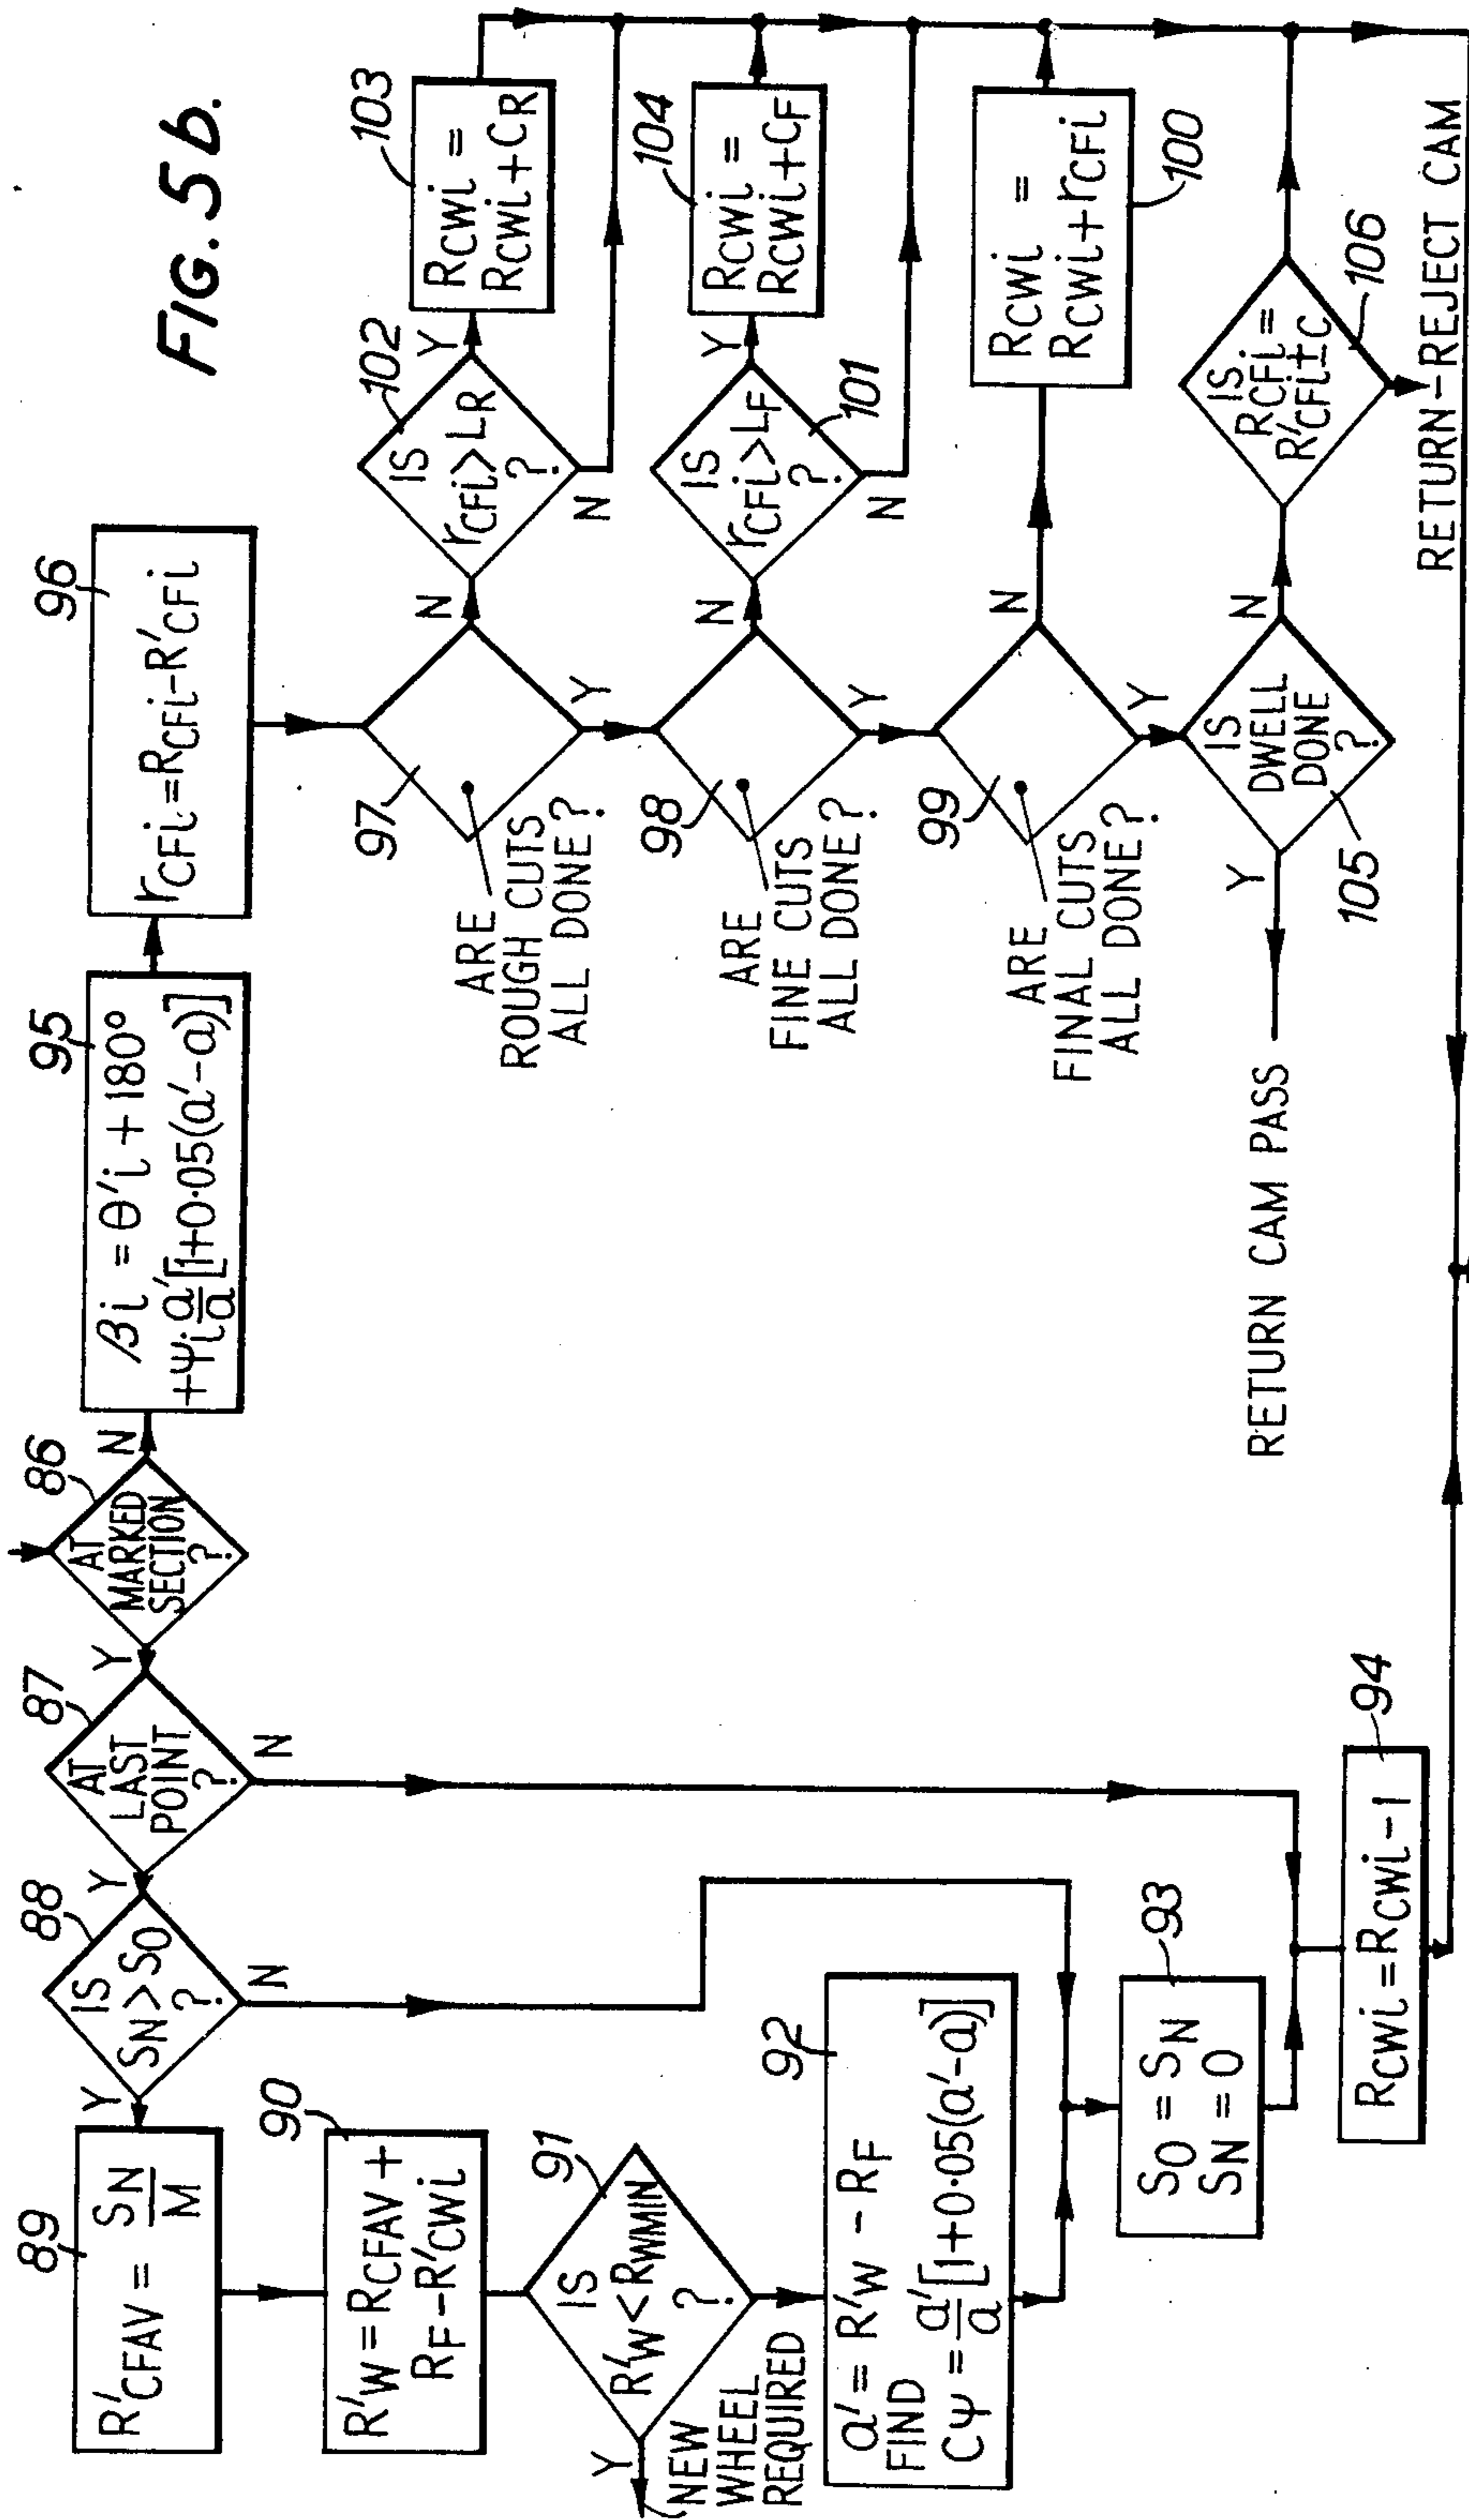 FIG. 5b.
89
R'CFAV = SN/M
Y
88
IS
SN>SO
?
N
Y
87
AT
LAST
POINT
?
N
Y
86
AT
MARKED
SECTION
?
N
95
βi = θ'i + 180°
+ψi a'/a [1+0·05(a'-a)]
96
rCFi=RCFi-R'CFi
90
R'W = RCFAV +
RF-R'CWi
91
IS
R'W<RWMIN
?
Y
NEW
WHEEL
REQUIRED
92
a' = R'W - RF
FIND
Cψ = a'/a [1+0·05(a'-a)]
93
SO = SN
SN = 0
94
RCWi=RCWi-1
97
ARE
ROUGH CUTS
ALL DONE?
N
Y
102
IS
rCFi>LR
?
Y
N
103
RCWi =
RCWi+CR
98
ARE
FINE CUTS
ALL DONE?
N
Y
101
IS
rCFi>LF
?
Y
N
104
RCWi =
RCWi+CF
99
ARE
FINAL CUTS
ALL DONE?
N
Y
100
RCWi =
RCWi+rCFi
105
IS
DWELL
DONE
?
Y
N
RETURN CAM PASS
106
IS
RCFi=
R'CFi±C
RETURN-REJECT CAM